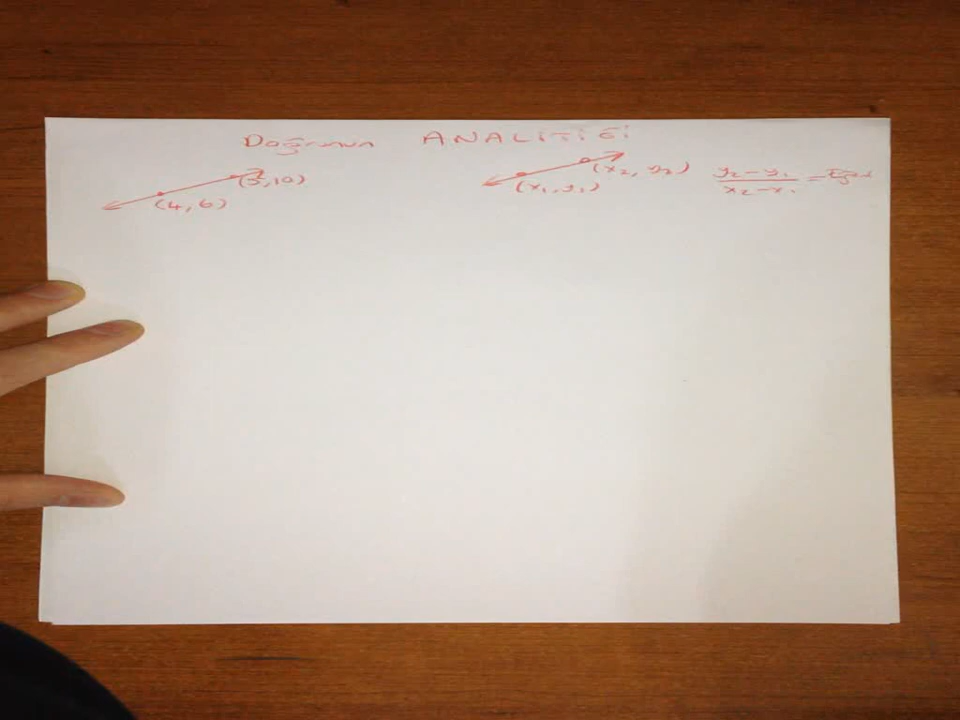 Doğrunun ANALİTİĞİ
(4,6) (5,10)
(x₁,y₁) (x₂,y₂) y₂-y₁/x₂-x₁ =